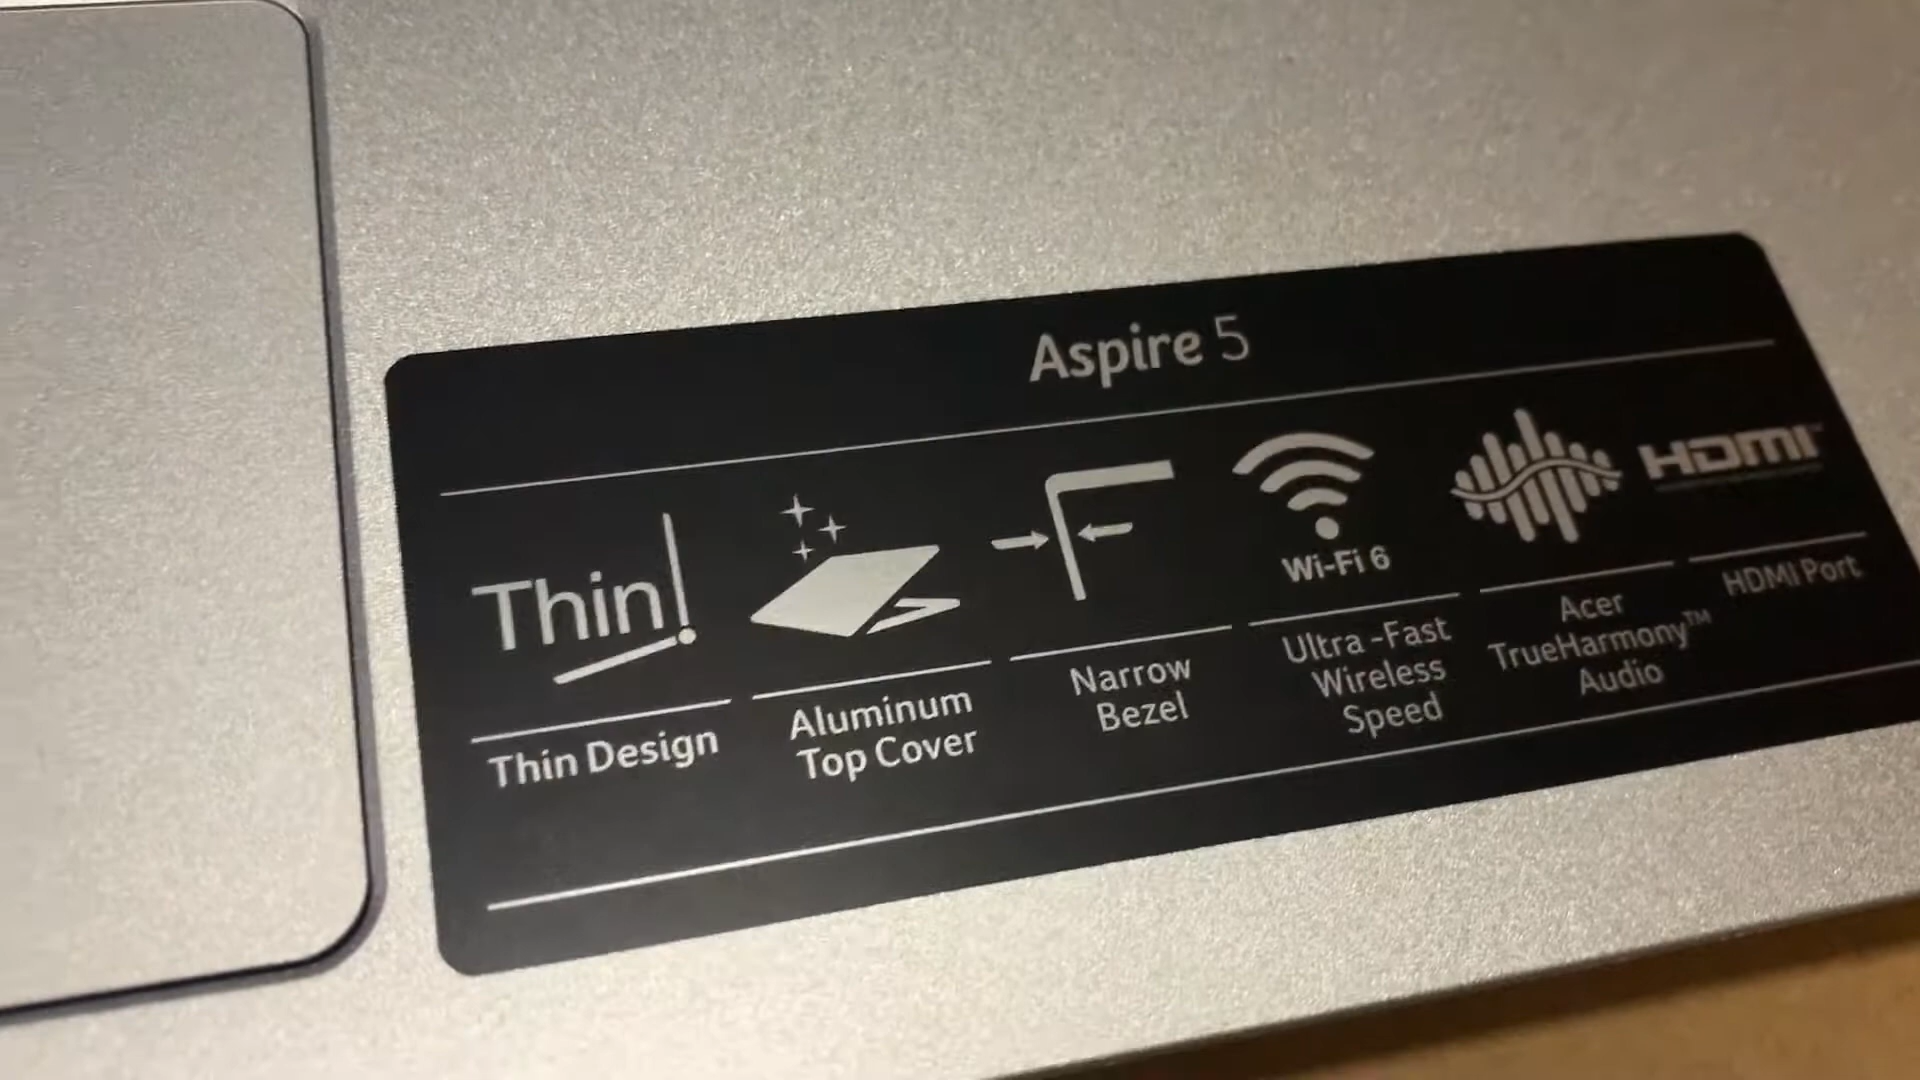 Aspire 5
Thin!
Thin Design
Aluminum
Top Cover
Narrow
Bezel
Wi-Fi 6
Ultra -Fast
Wireless
Speed
Acer
TrueHarmony™
Audio
HDMI™
HDMI Port